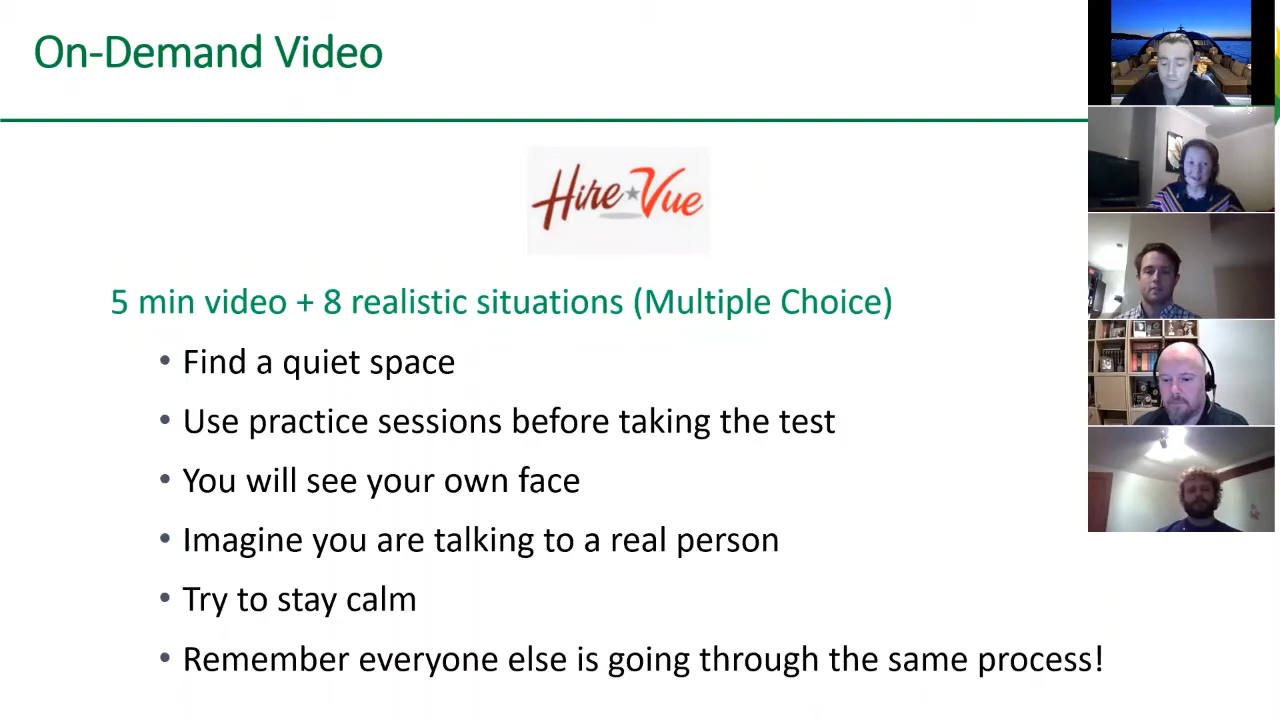 On-Demand Video
Hire Vue
5 min video + 8 realistic situations (Multiple Choice)
• Find a quiet space
• Use practice sessions before taking the test
• You will see your own face
• Imagine you are talking to a real person
• Try to stay calm
• Remember everyone else is going through the same process!